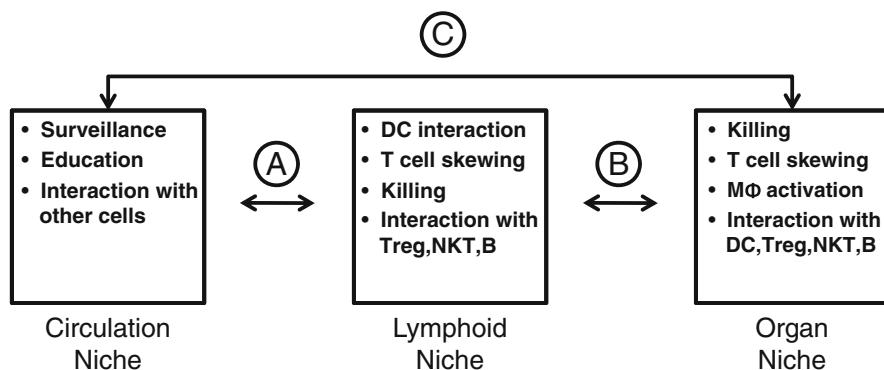 C
• Surveillance
• Education
• Interaction with
other cells
A
• DC interaction
• T cell skewing
• Killing
• Interaction with
Treg,NKT,B
B
• Killing
• T cell skewing
• MΦ activation
• Interaction with
DC,Treg,NKT,B
Circulation
Niche
Lymphoid
Niche
Organ
Niche